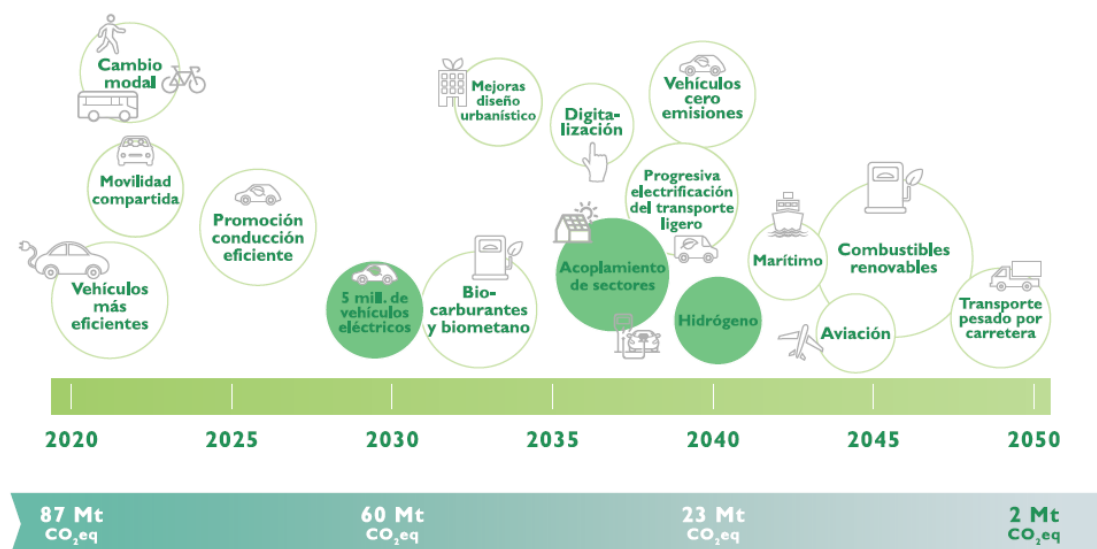 Cambio
modal
Movilidad
compartida
Vehículos
más
eficientes
Promoción
conducción
eficiente
5 mill. de
vehículos
eléctricos
Bio-
carburantes
y biometano
Mejoras
diseño
urbanístico
Digita-
lización
Vehículos
cero
emisiones
Progresiva
electrificación
del transporte
ligero
Acoplamiento
de sectores
Hidrógeno
Marítimo
Combustibles
renovables
Aviación
Transporte
pesado por
carretera
2020
2025
2030
2035
2040
2045
2050
87 Mt
CO₂eq
60 Mt
CO₂eq
23 Mt
CO₂eq
2 Mt
CO₂eq